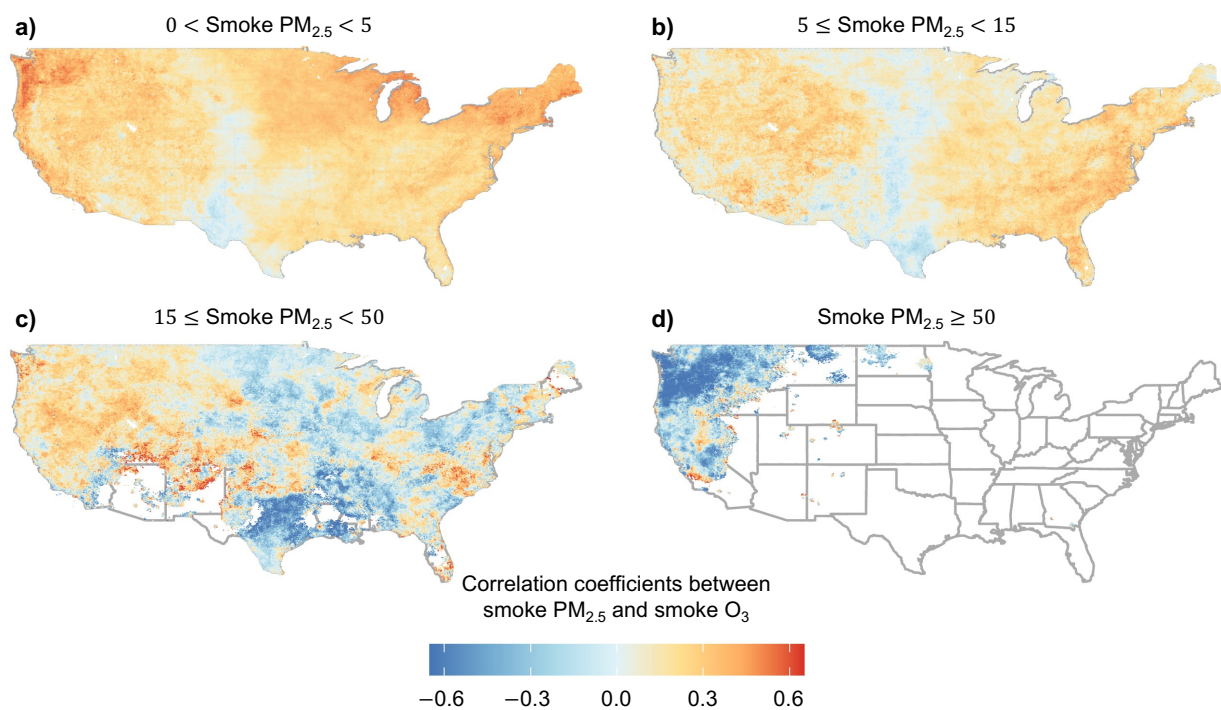 a)
0 < Smoke PM₂.₅ < 5
b)
5 ≤ Smoke PM₂.₅ < 15
c)
15 ≤ Smoke PM₂.₅ < 50
d)
Smoke PM₂.₅ ≥ 50
Correlation coefficients between
smoke PM₂.₅ and smoke O₃
−0.6 −0.3 0.0 0.3 0.6